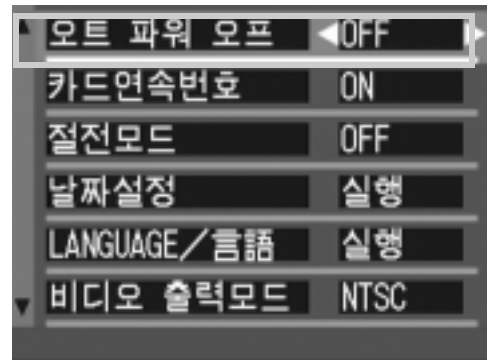 오트 파워 오프 OFF
카드연속번호 ON
절전모드 OFF
날짜설정 실행
LANGUAGE/言語 실행
비디오 출력모드 NTSC